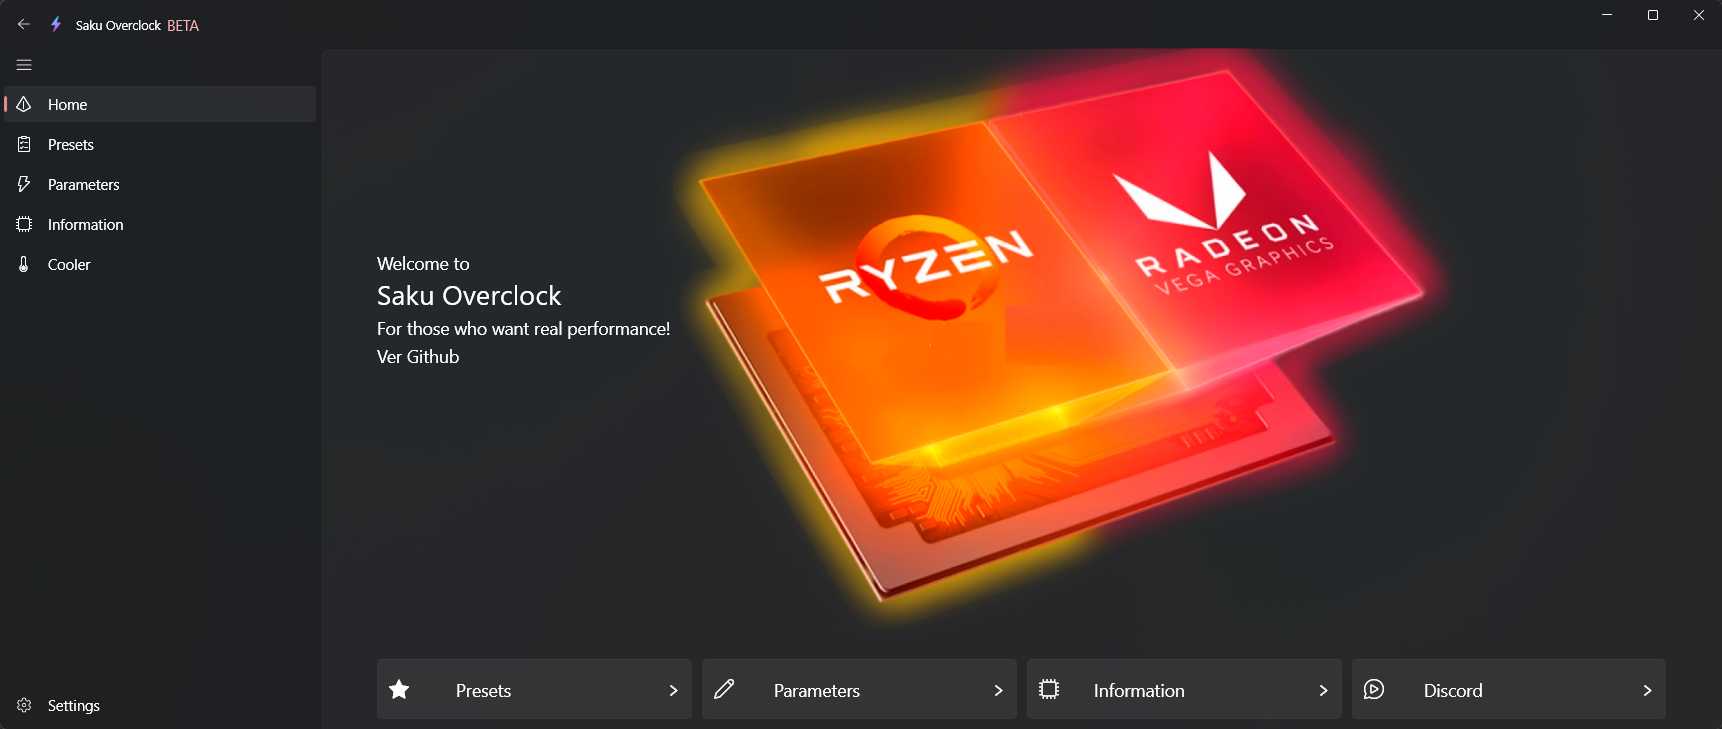 Saku Overclock BETA
Home
Presets
Parameters
Information
Cooler
Settings
Welcome to
Saku Overclock
For those who want real performance!
Ver Github
RYZEN
RADEON
VEGA GRAPHICS
Presets
Parameters
Information
Discord